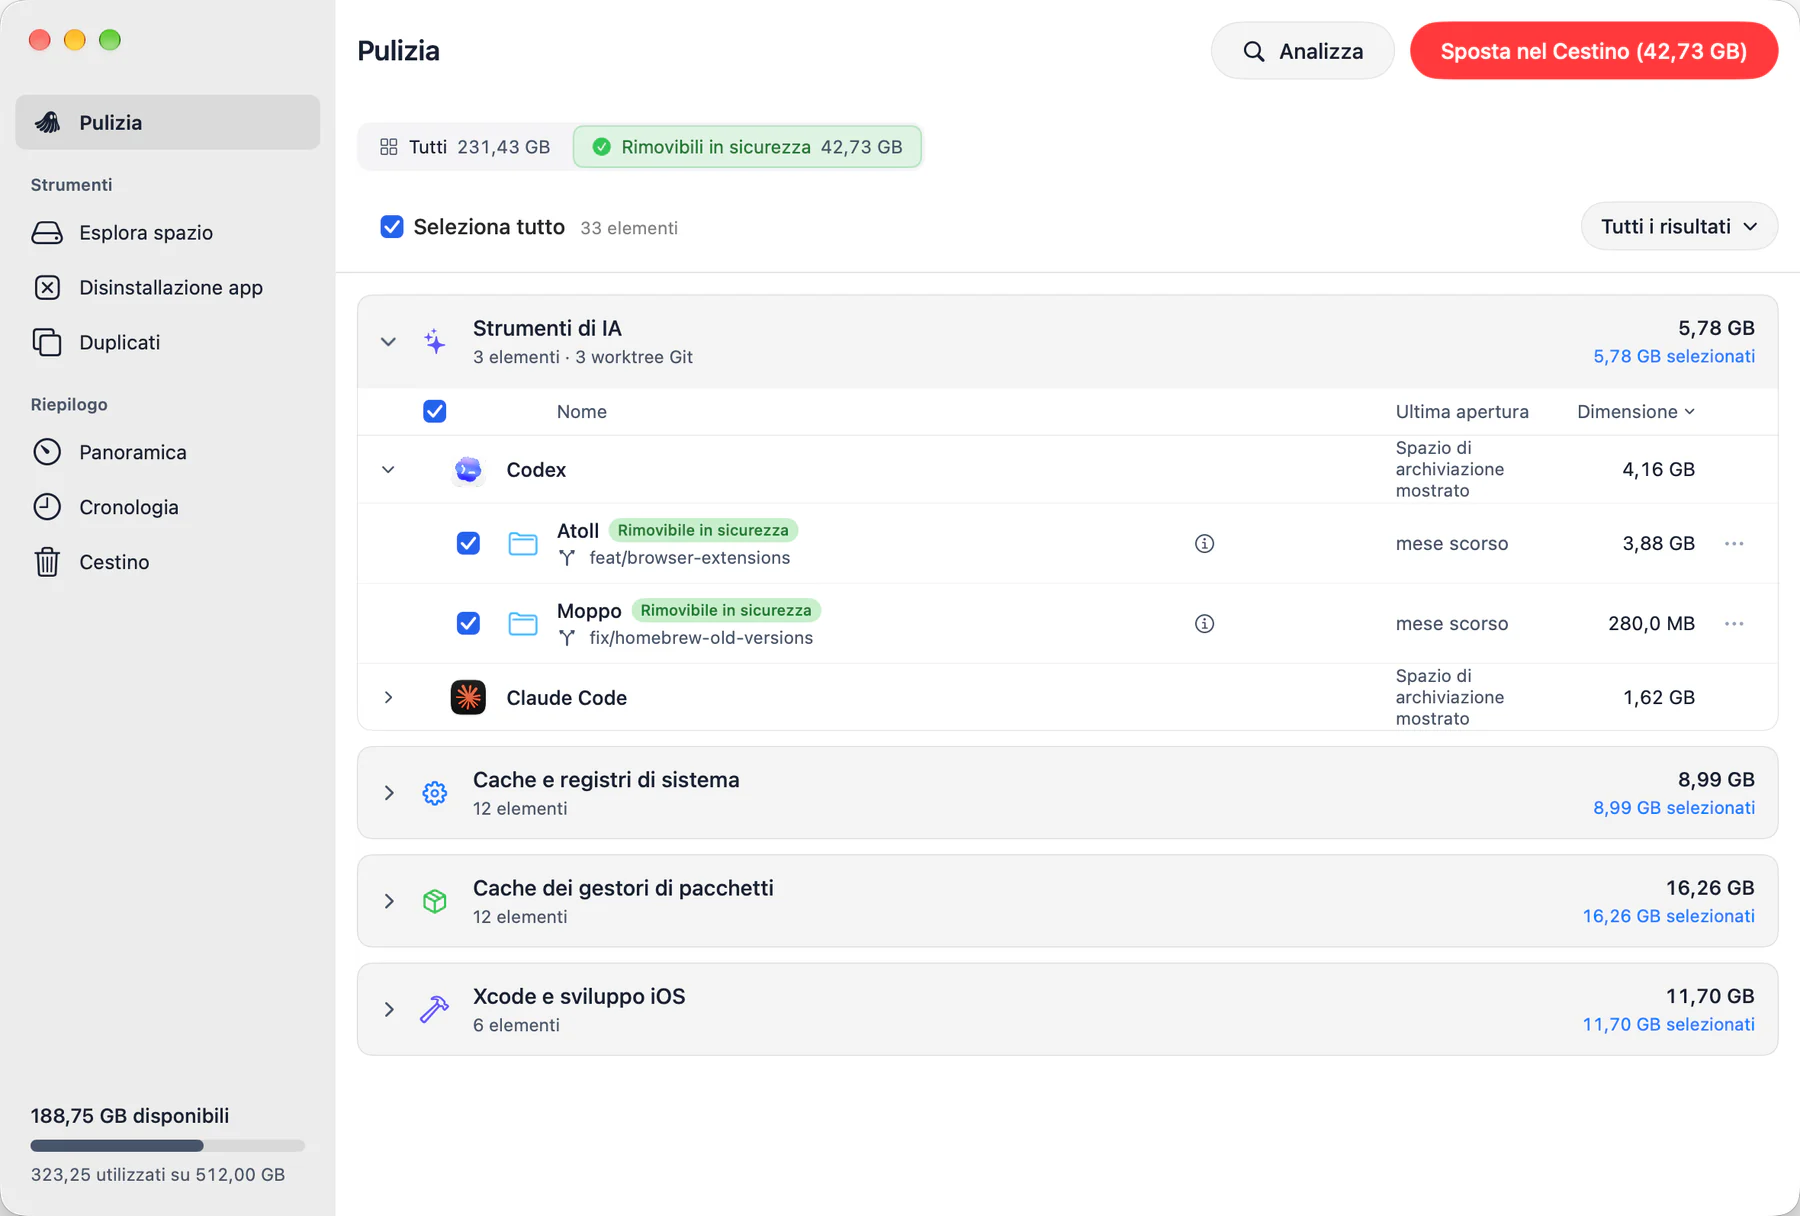 Pulizia
Analizza
Sposta nel Cestino (42,73 GB)
Pulizia
Strumenti
Esplora spazio
Disinstallazione app
Duplicati
Riepilogo
Panoramica
Cronologia
Cestino
188,75 GB disponibili
323,25 utilizzati su 512,00 GB
Tutti 231,43 GB
Rimovibili in sicurezza 42,73 GB
Seleziona tutto 33 elementi
Tutti i risultati
Strumenti di IA
3 elementi · 3 worktree Git
5,78 GB
5,78 GB selezionati
Nome
Ultima apertura
Dimensione
Codex
Spazio di
archiviazione
mostrato
4,16 GB
Atoll Rimovibile in sicurezza
feat/browser-extensions
mese scorso
3,88 GB
Moppo Rimovibile in sicurezza
fix/homebrew-old-versions
mese scorso
280,0 MB
Claude Code
Spazio di
archiviazione
mostrato
1,62 GB
Cache e registri di sistema
12 elementi
8,99 GB
8,99 GB selezionati
Cache dei gestori di pacchetti
12 elementi
16,26 GB
16,26 GB selezionati
Xcode e sviluppo iOS
6 elementi
11,70 GB
11,70 GB selezionati